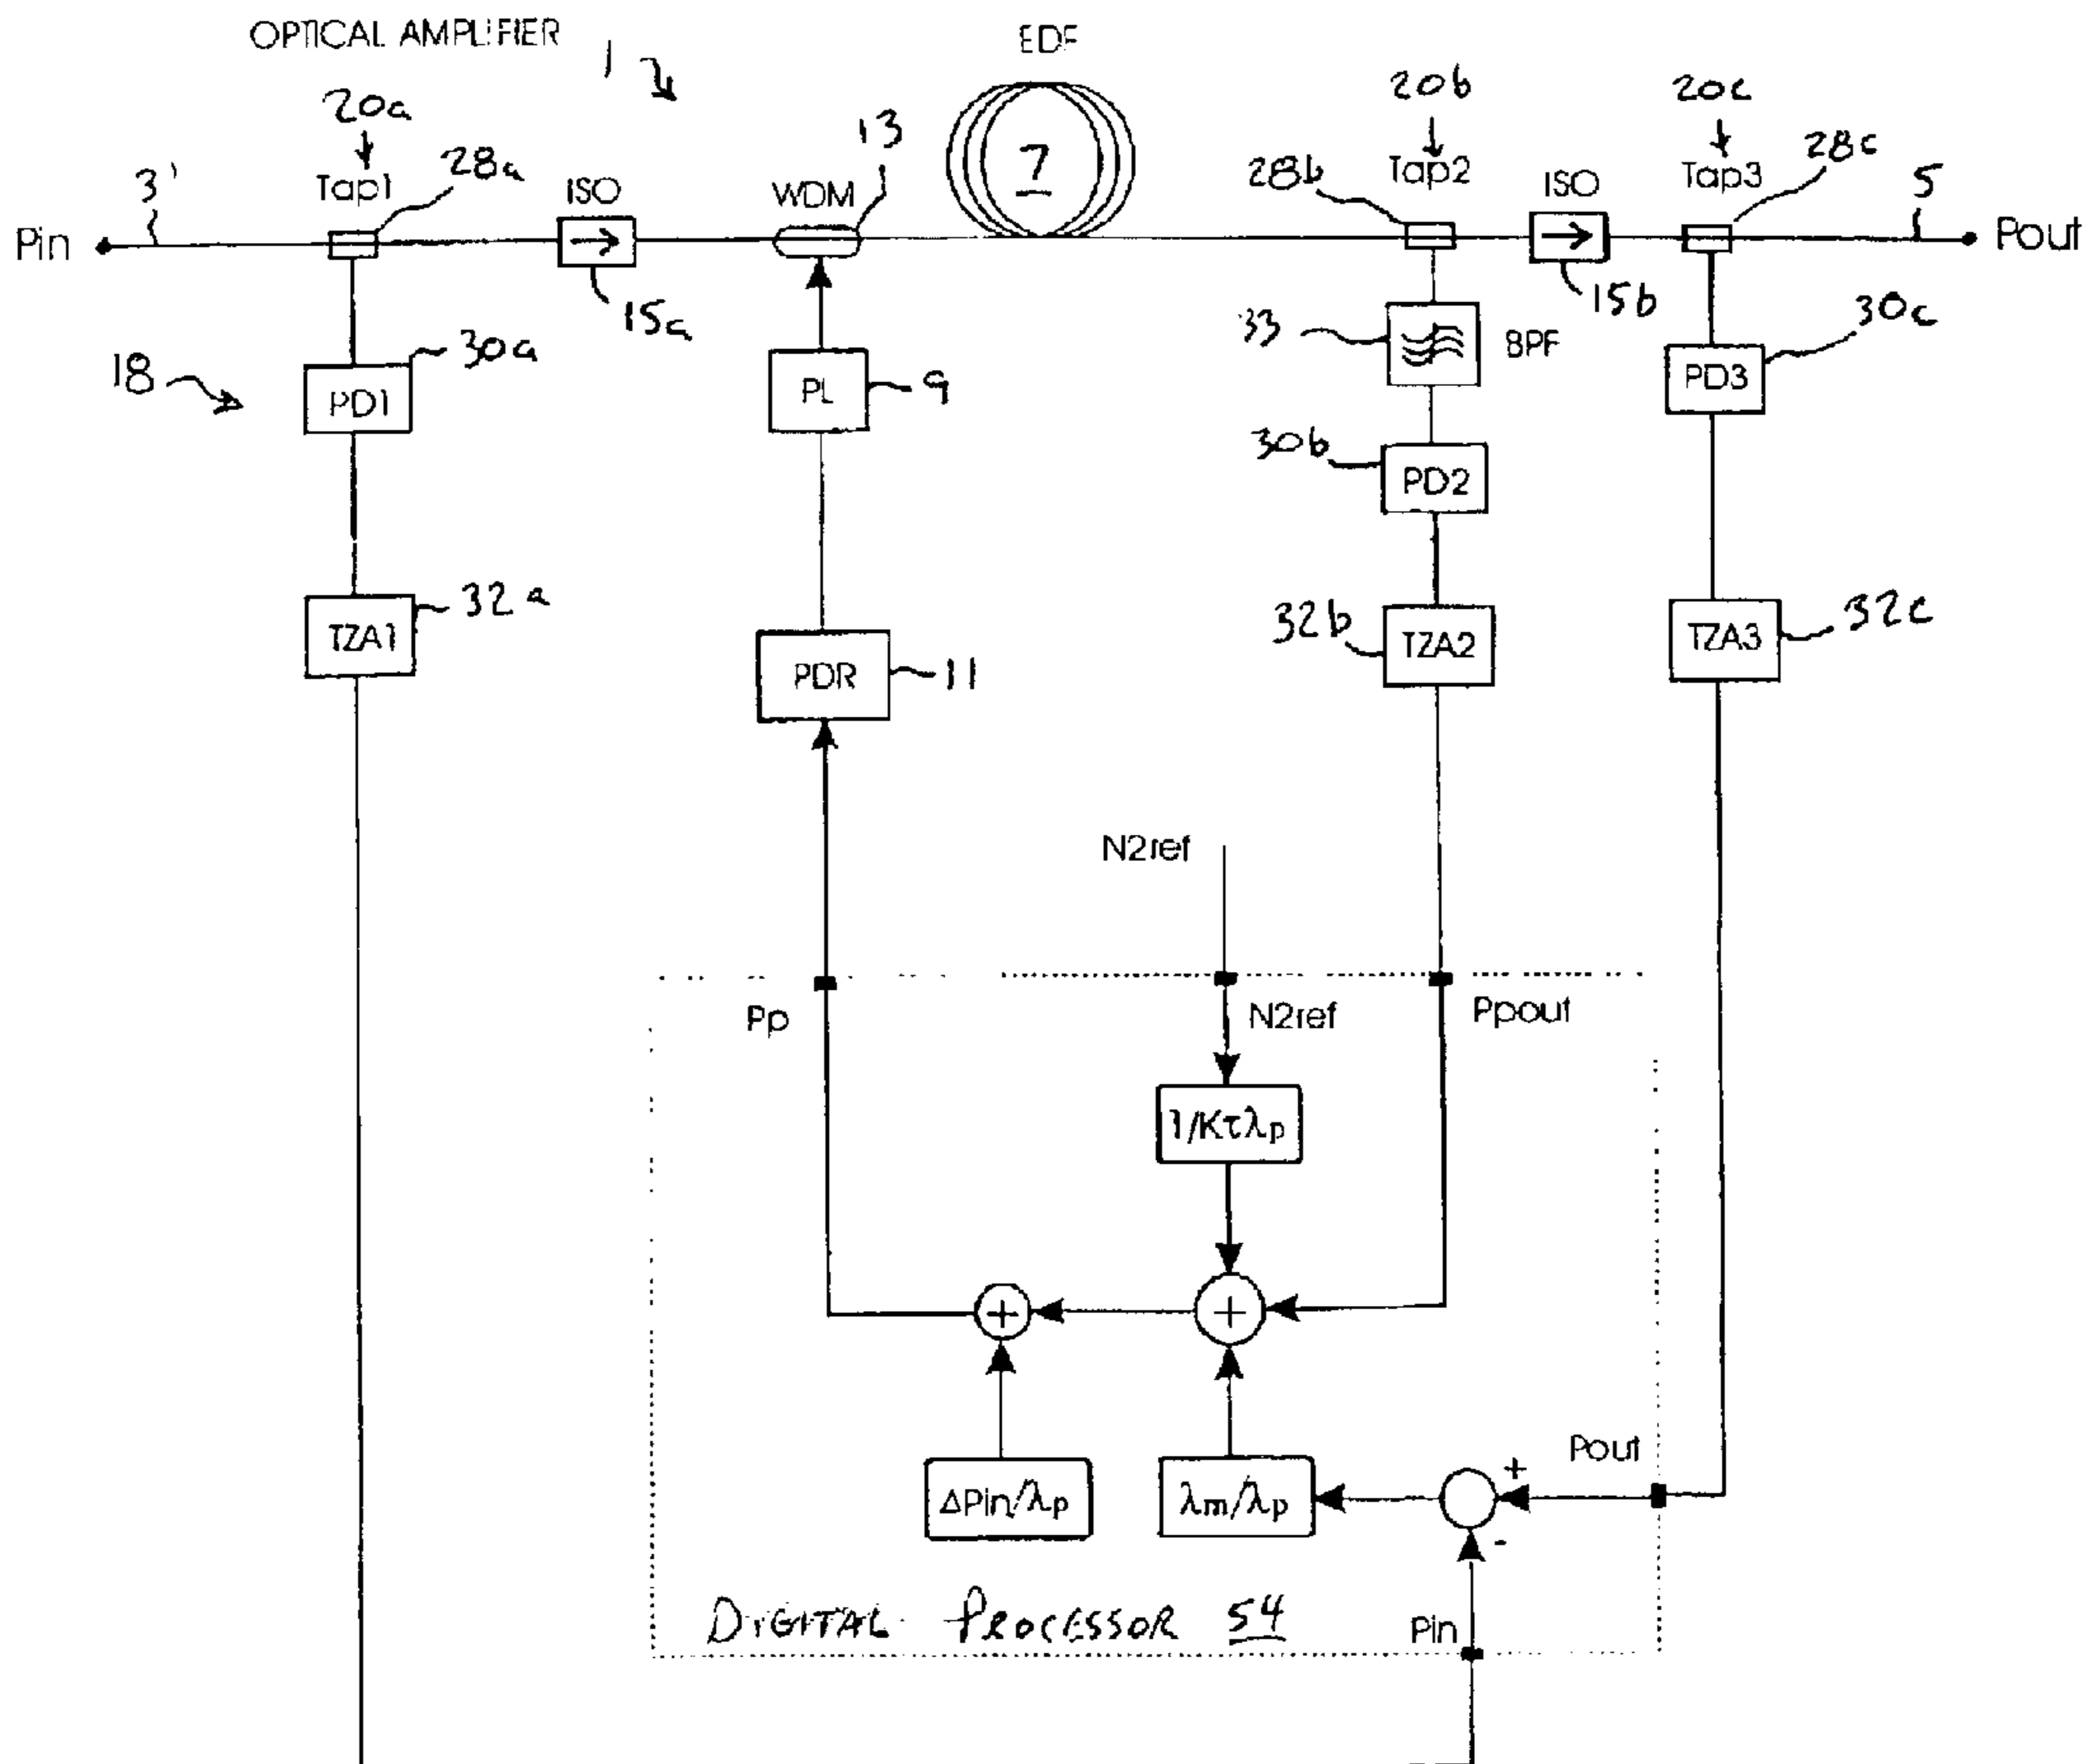 OPTICAL AMPLIFIER
1
EDF
20a
20b
20c
3'
Tap1
28a
ISO
WDM
13
7
28b
Tap2
ISO
Tap3
28c
5
Pin
Pout
15a
15b
18
30a
PD1
PL
9
33
BPF
30c
PD3
30b
PD2
TZA1
32a
PDR
11
32b
TZA2
TZA3
32c
N2ref
Pp
N2ref
Ppout
1/Kτλp
+
+
ΔPin/λp
λm/λp
+
-
Pout
DIGITAL PROCESSOR 54
Pin